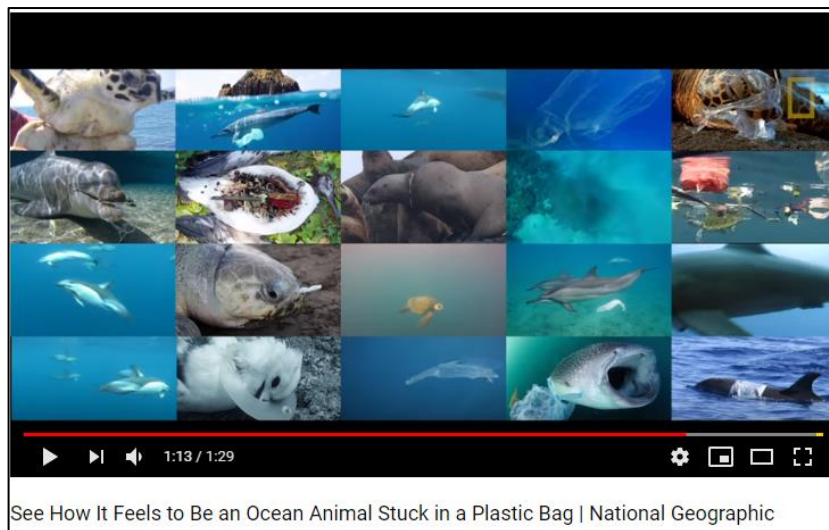 1:13 / 1:29
See How It Feels to Be an Ocean Animal Stuck in a Plastic Bag | National Geographic